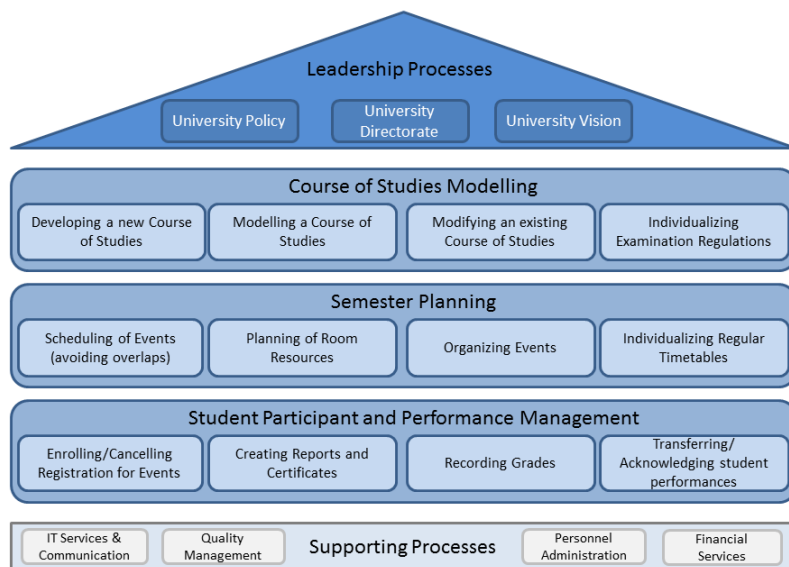 Leadership Processes
University Policy
University
Directorate
University Vision
Course of Studies Modelling
Developing a new Course
of Studies
Modelling a Course of
Studies
Modifying an existing
Course of Studies
Individualizing
Examination Regulations
Semester Planning
Scheduling of Events
(avoiding overlaps)
Planning of Room
Resources
Organizing Events
Individualizing Regular
Timetables
Student Participant and Performance Management
Enrolling/Cancelling
Registration for Events
Creating Reports and
Certificates
Recording Grades
Transferring/
Acknowledging student
performances
IT Services &
Communication
Quality
Management
Supporting Processes
Personnel
Administration
Financial
Services